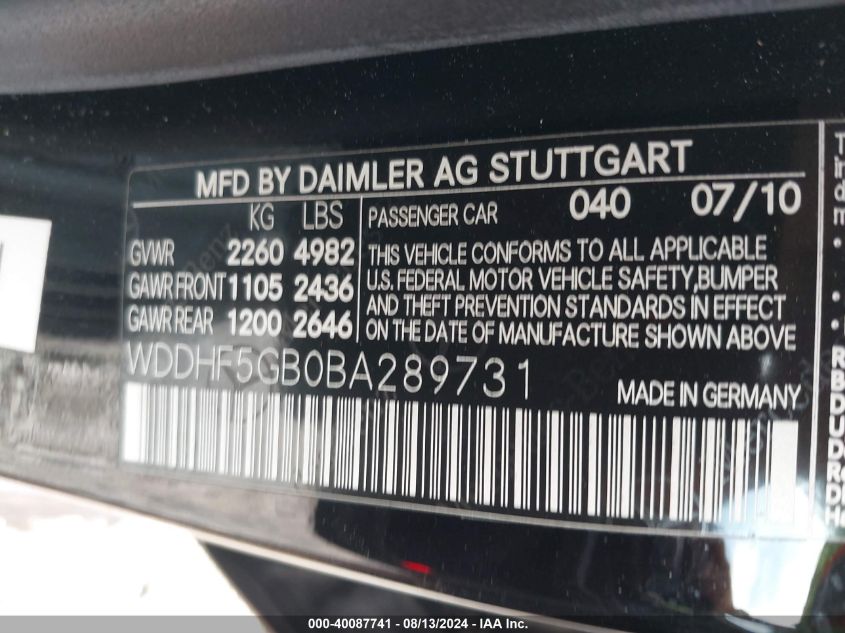 MFD BY DAIMLER AG STUTTGART
KG LBS PASSENGER CAR 040 07/10
GVWR 2260 4982
GAWR FRONT 1105 2436
GAWR REAR 1200 2646
THIS VEHICLE CONFORMS TO ALL APPLICABLE
U.S. FEDERAL MOTOR VEHICLE SAFETY,BUMPER
AND THEFT PREVENTION STANDARDS IN EFFECT
ON THE DATE OF MANUFACTURE SHOWN ABOVE
WDDHF5GB0BA289731 MADE IN GERMANY
000-40087741 - 08/13/2024 - IAA Inc.